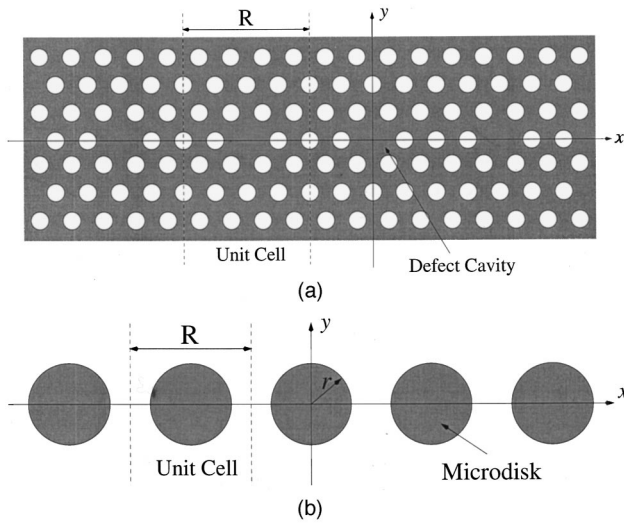 R
y
x
Unit Cell
Defect Cavity
(a)
R
y
r
x
Unit Cell
Microdisk
(b)